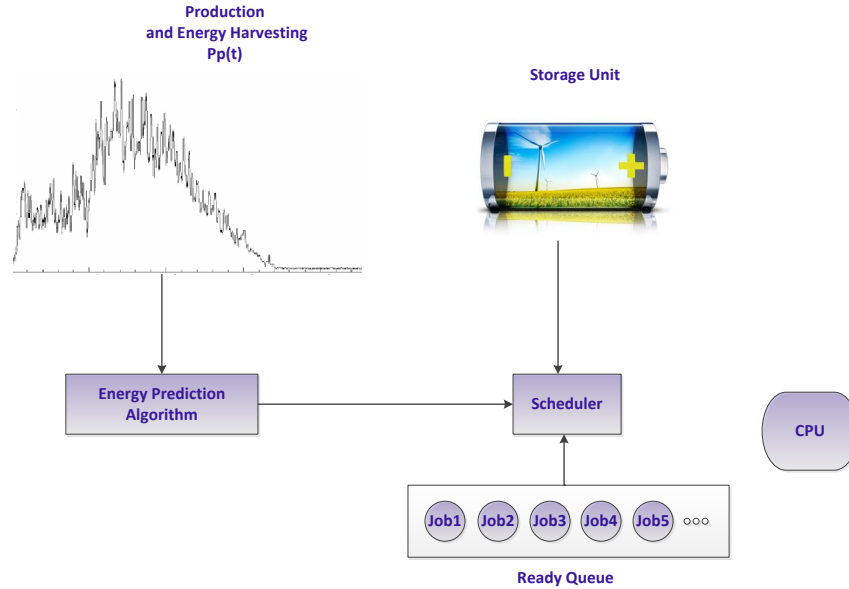 Production
and Energy Harvesting
Pp(t)
Storage Unit
Energy Prediction
Algorithm
Scheduler
CPU
Job1 Job2 Job3 Job4 Job5 ○○○
Ready Queue